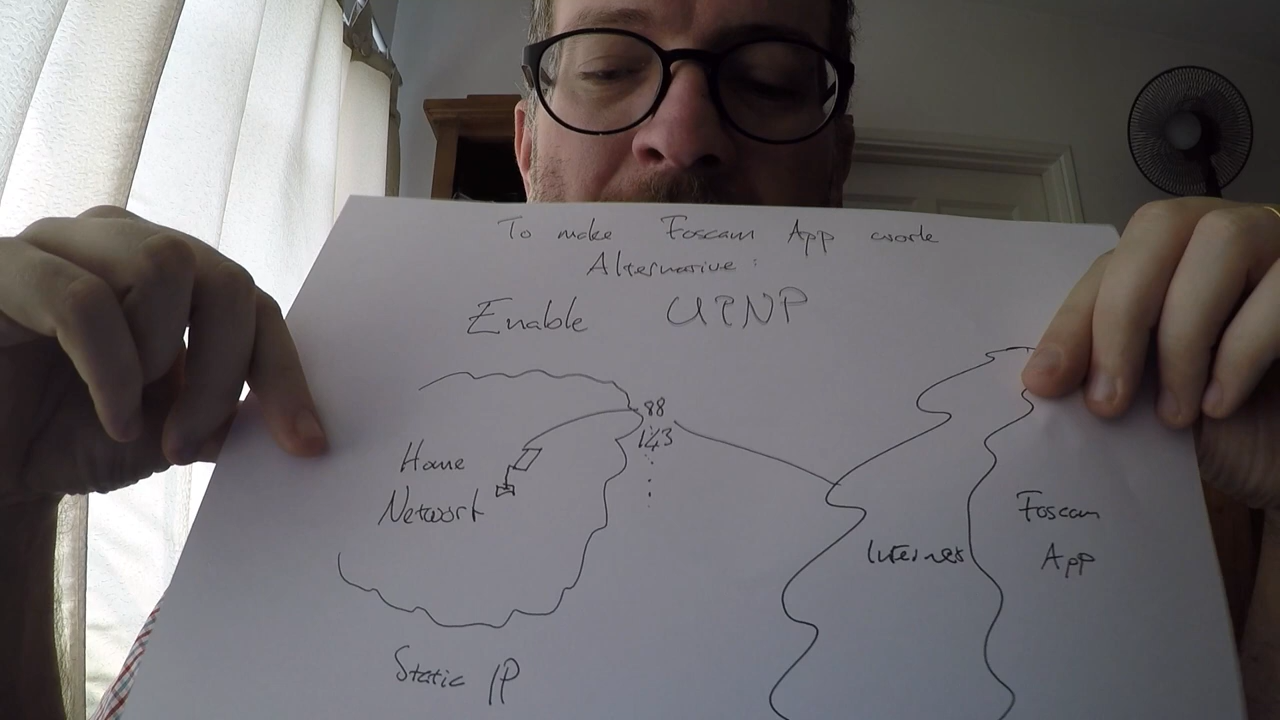 To make Foscam App work
Alternative:
Enable UPNP
88
143
Home
Network
Foscam
App
Internet
Static IP